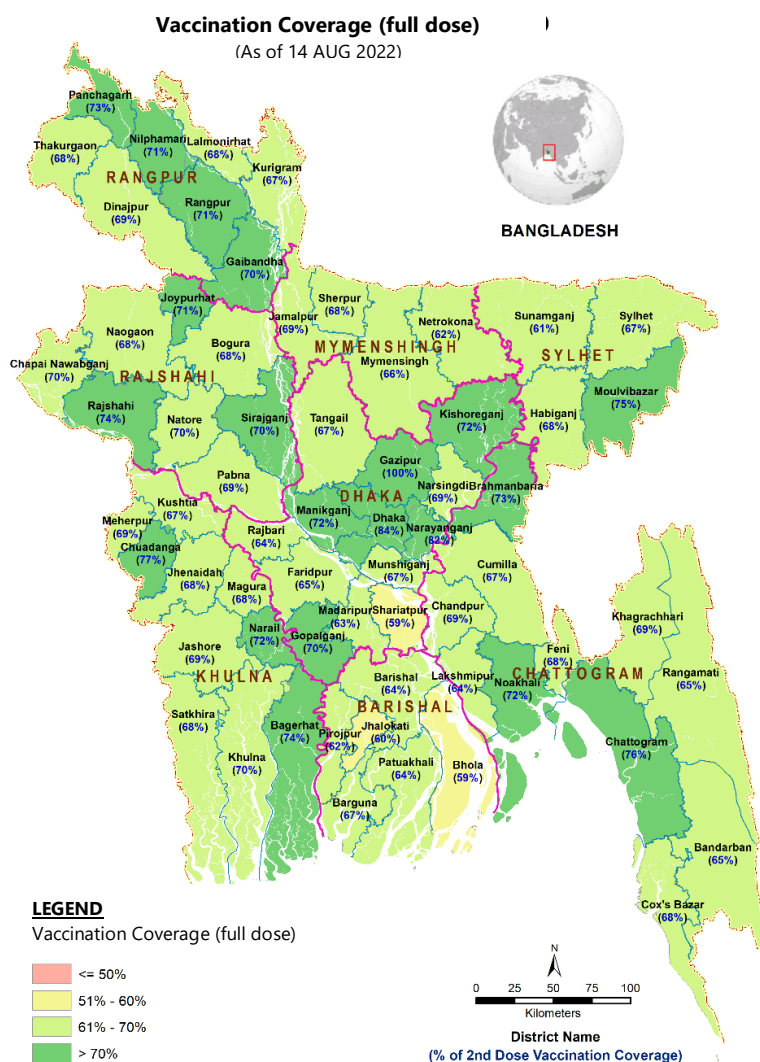 Vaccination Coverage (full dose)
(As of 14 AUG 2022)
BANGLADESH
Panchagarh
(73%)
Nilphamari
(71%)
Lalmonirhat
(68%)
Thakurgaon
(68%)
Kurigram
(67%)
RANGPUR
Dinajpur
(69%)
Rangpur
(71%)
Gaibandha
(70%)
Joypurhat
(71%)
Naogaon
(68%)
Bogura
(68%)
Jamalpur
(69%)
Sherpur
(68%)
Netrokona
(62%)
MYMENSINGH
Mymensingh
(66%)
Sunamganj
(61%)
Sylhet
(67%)
SYLHET
Chapai Nawabganj
(70%)
RAJSHAHI
Rajshahi
(74%)
Natore
(70%)
Sirajganj
(70%)
Tangail
(67%)
Kishoreganj
(72%)
Habiganj
(68%)
Moulvibazar
(75%)
Pabna
(69%)
Gazipur
(100%)
Narsingdi
(69%)
Brahmanbaria
(73%)
DHAKA
Manikganj
(72%)
Dhaka
(84%)
Narayanganj
(82%)
Kushtia
(67%)
Meherpur
(69%)
Chuadanga
(77%)
Rajbari
(64%)
Jhenaidah
(68%)
Magura
(68%)
Faridpur
(65%)
Munshiganj
(67%)
Cumilla
(67%)
Madaripur
(63%)
Shariatpur
(59%)
Chandpur
(69%)
Khagrachhari
(69%)
Narail
(72%)
Gopalganj
(70%)
Jashore
(69%)
KHULNA
Feni
(68%)
CHATTOGRAM
Rangamati
(65%)
Barishal
(64%)
Lakshmipur
(64%)
Noakhali
(72%)
BARISHAL
Satkhira
(68%)
Bagerhat
(74%)
Pirojpur
(62%)
Jhalokati
(60%)
Khulna
(70%)
Patuakhali
(64%)
Bhola
(59%)
Chattogram
(76%)
Barguna
(67%)
Bandarban
(65%)
Cox's Bazar
(68%)
LEGEND
Vaccination Coverage (full dose)
<= 50%
51% - 60%
61% - 70%
> 70%
N
0 25 50 75 100
Kilometers
District Name
(% of 2nd Dose Vaccination Coverage)